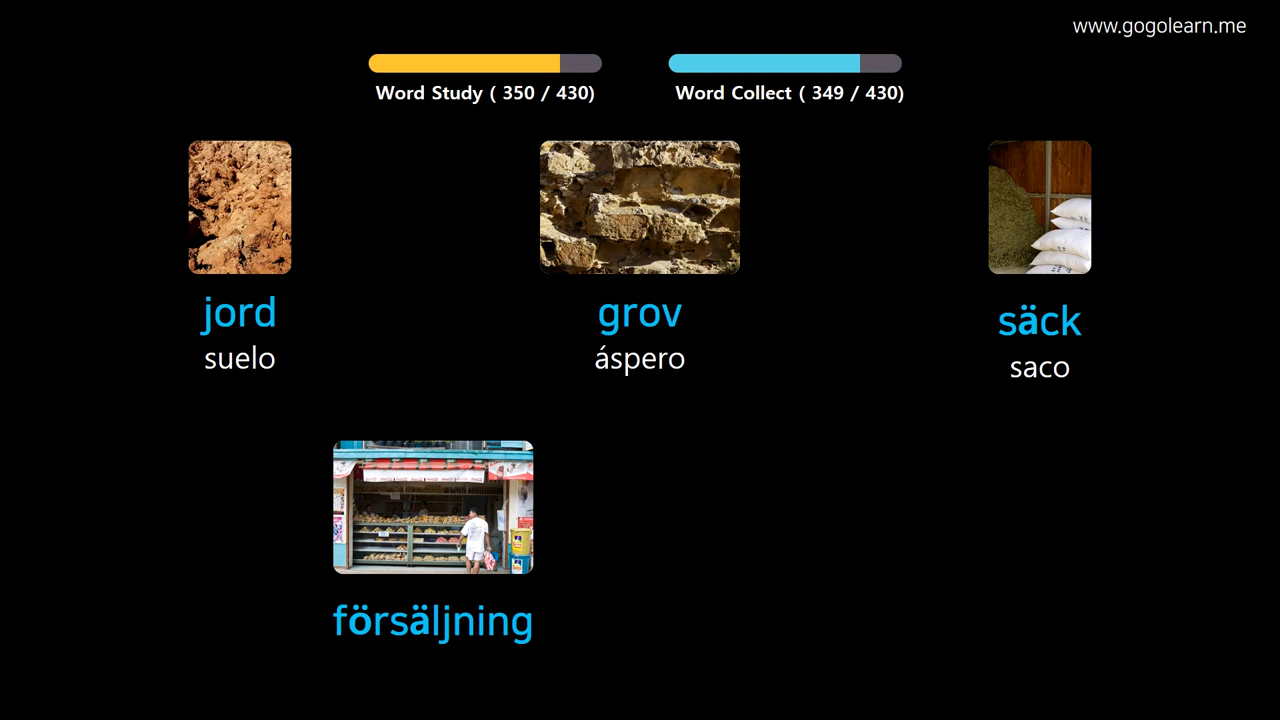 www.gogolearn.me
Word Study ( 350 / 430)
Word Collect ( 349 / 430)
jord
suelo
grov
áspero
säck
saco
försäljning